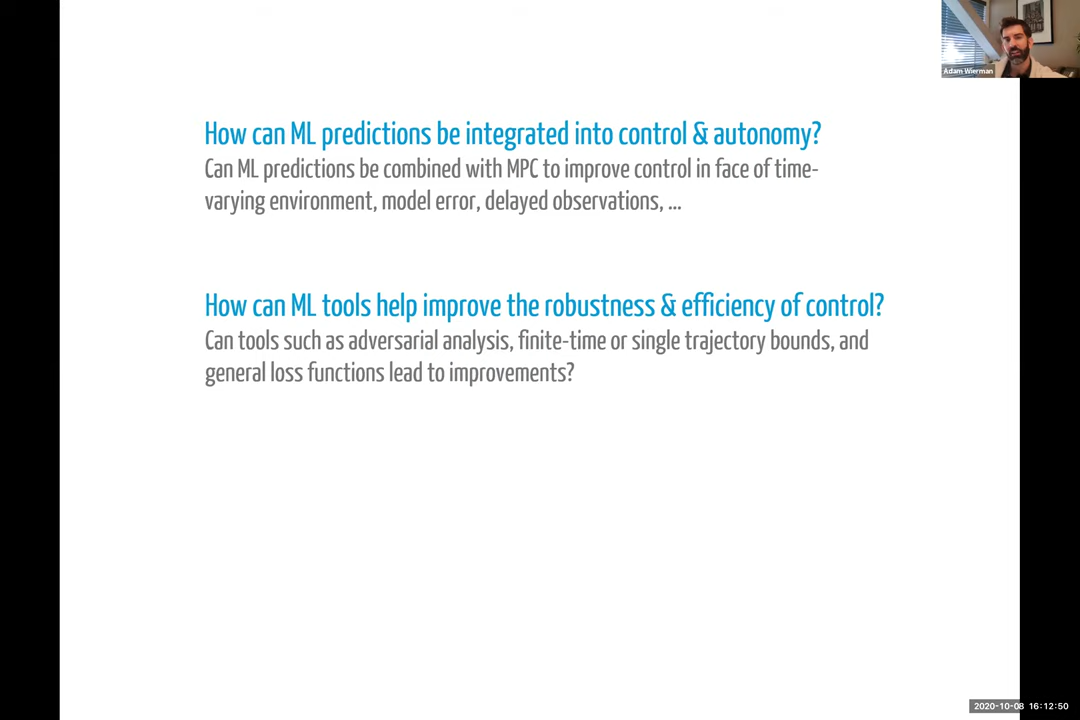 Adam Wierman
How can ML predictions be integrated into control & autonomy?
Can ML predictions be combined with MPC to improve control in face of time-
varying environment, model error, delayed observations, ...
How can ML tools help improve the robustness & efficiency of control?
Can tools such as adversarial analysis, finite-time or single trajectory bounds, and
general loss functions lead to improvements?
2020-10-08 16:12:50